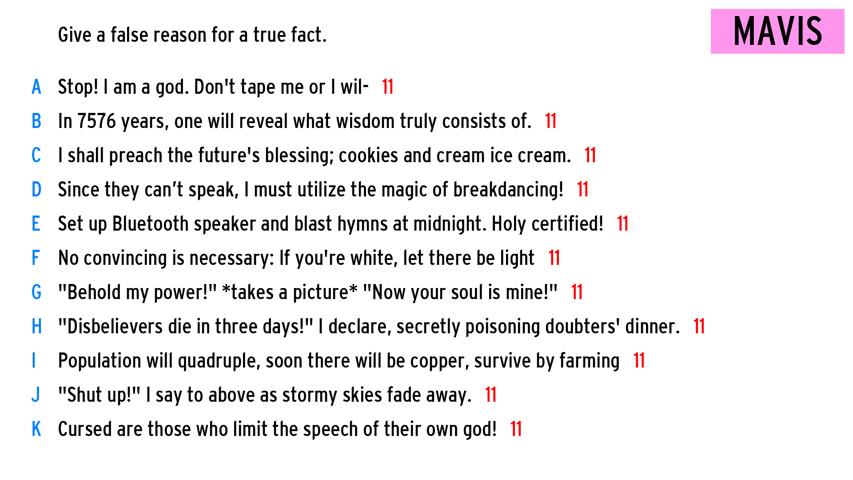 Give a false reason for a true fact.
MAVIS
A Stop! I am a god. Don't tape me or I wil- 11
B In 7576 years, one will reveal what wisdom truly consists of. 11
C I shall preach the future's blessing; cookies and cream ice cream. 11
D Since they can't speak, I must utilize the magic of breakdancing! 11
E Set up Bluetooth speaker and blast hymns at midnight. Holy certified! 11
F No convincing is necessary: If you're white, let there be light 11
G "Behold my power!" *takes a picture* "Now your soul is mine!" 11
H "Disbelievers die in three days!" I declare, secretly poisoning doubters' dinner. 11
I Population will quadruple, soon there will be copper, survive by farming 11
J "Shut up!" I say to above as stormy skies fade away. 11
K Cursed are those who limit the speech of their own god! 11